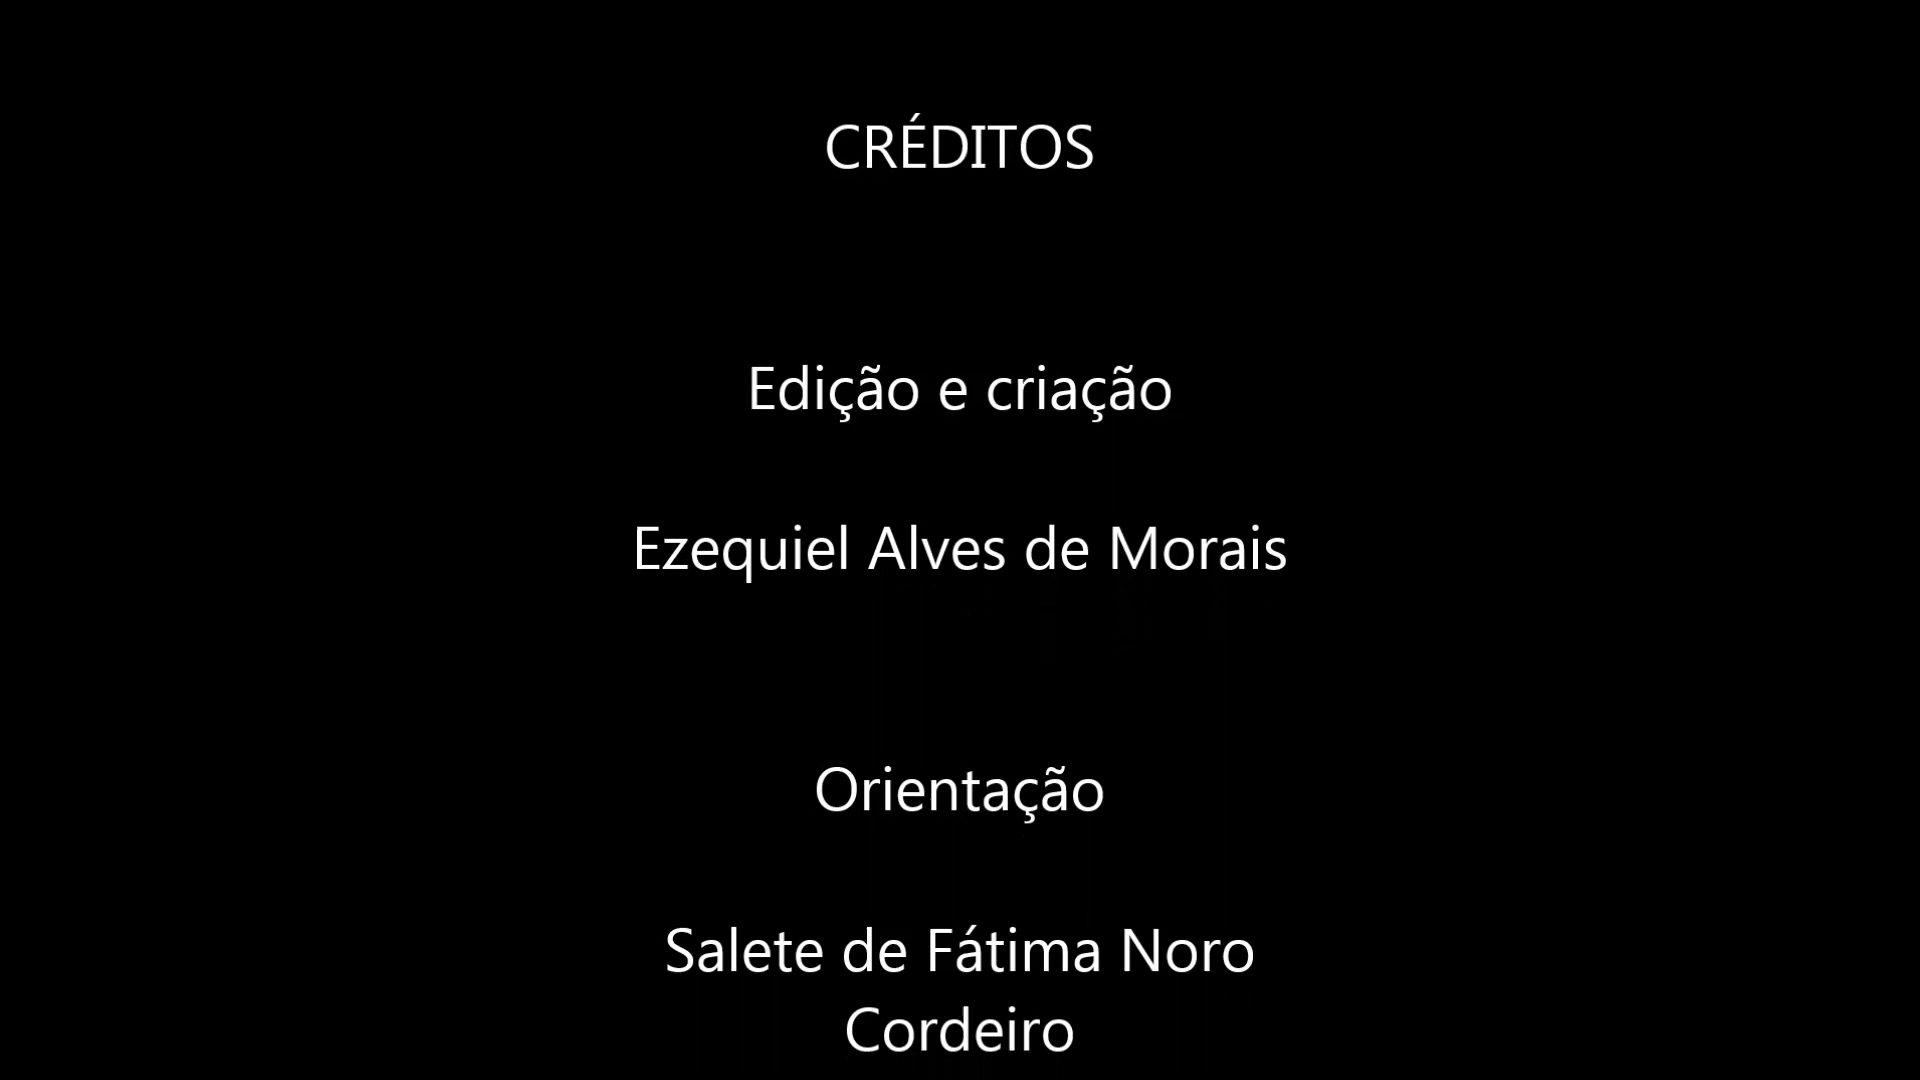 CRÉDITOS
Edição e criação
Ezequiel Alves de Morais
Orientação
Salete de Fátima Noro
Cordeiro